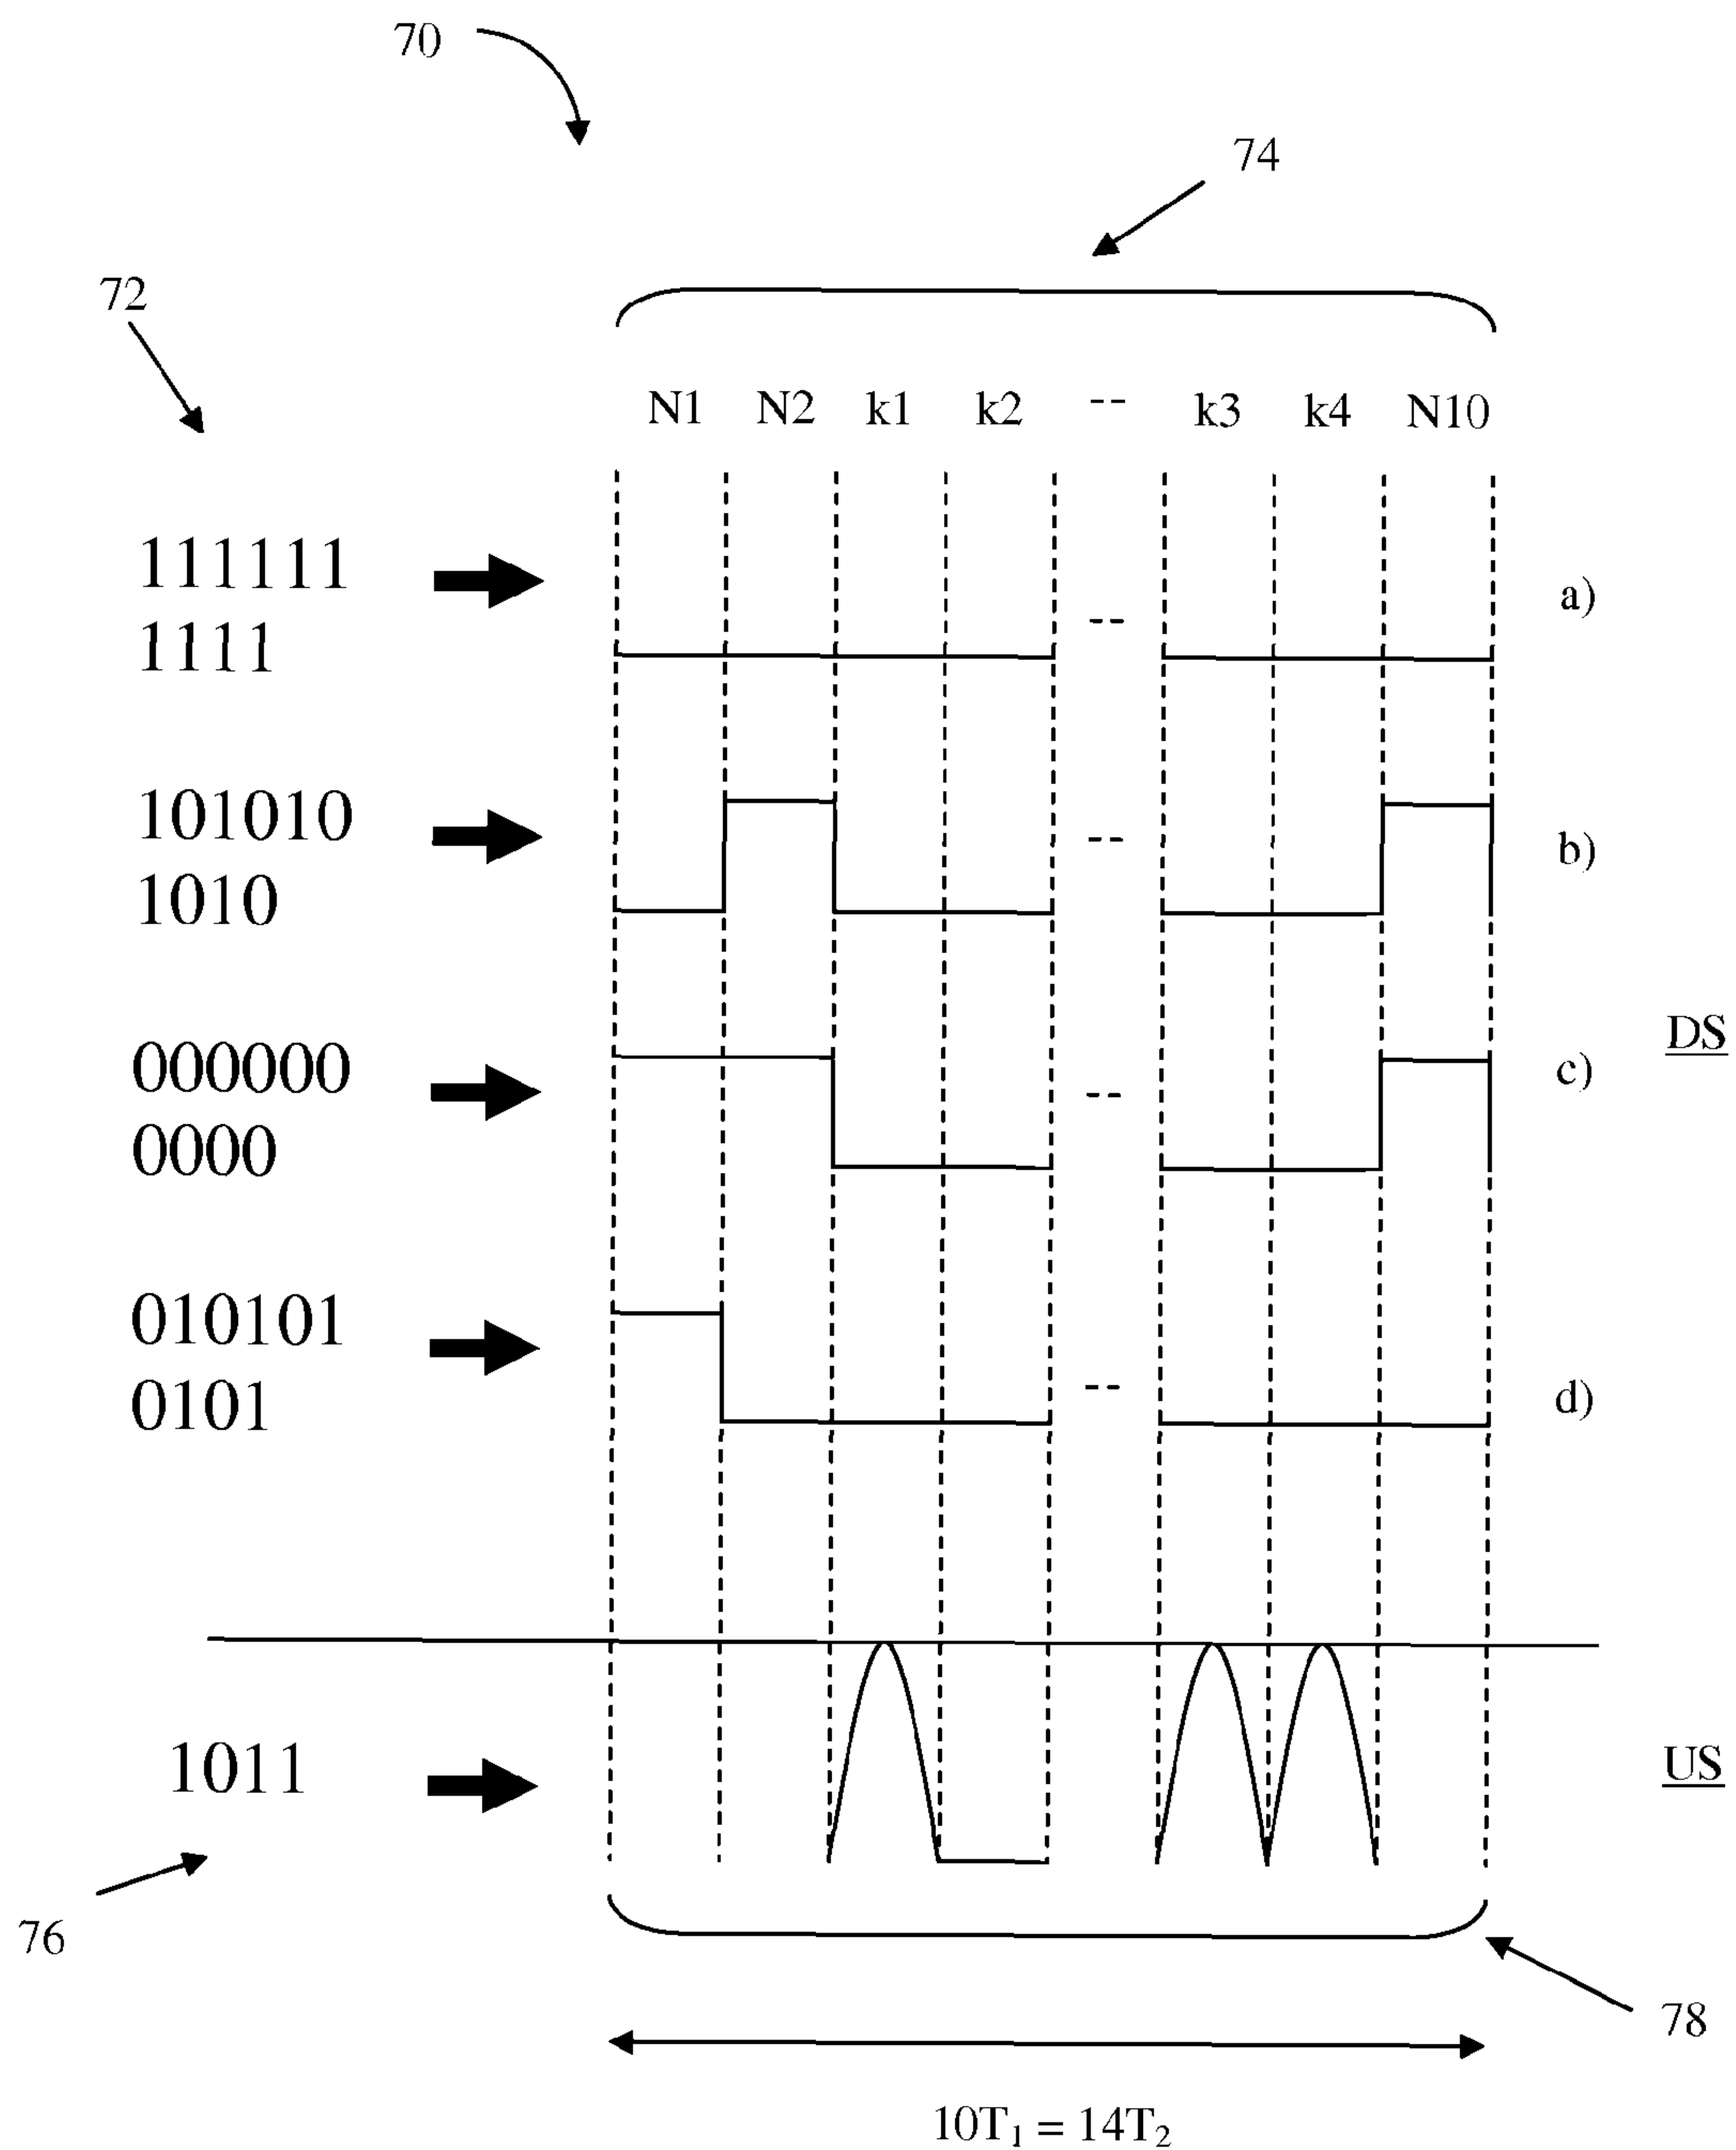 70
74
72
N1 N2 k1 k2 -- k3 k4 N10
111111
1111
--
a)
101010
1010
--
b)
000000
0000
--
c)
DS
010101
0101
--
d)
1011
US
76
78
10T₁ = 14T₂